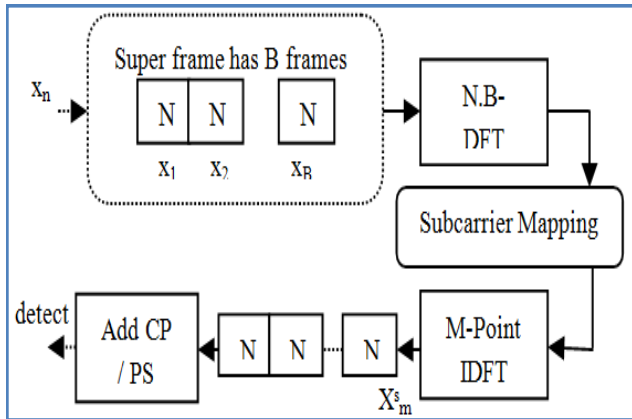 Super frame has B frames
xn
N N N
x1 x2 xB
N.B-
DFT
Subcarrier Mapping
detect
Add CP
/ PS
N N N
M-Point
IDFT
Xsm